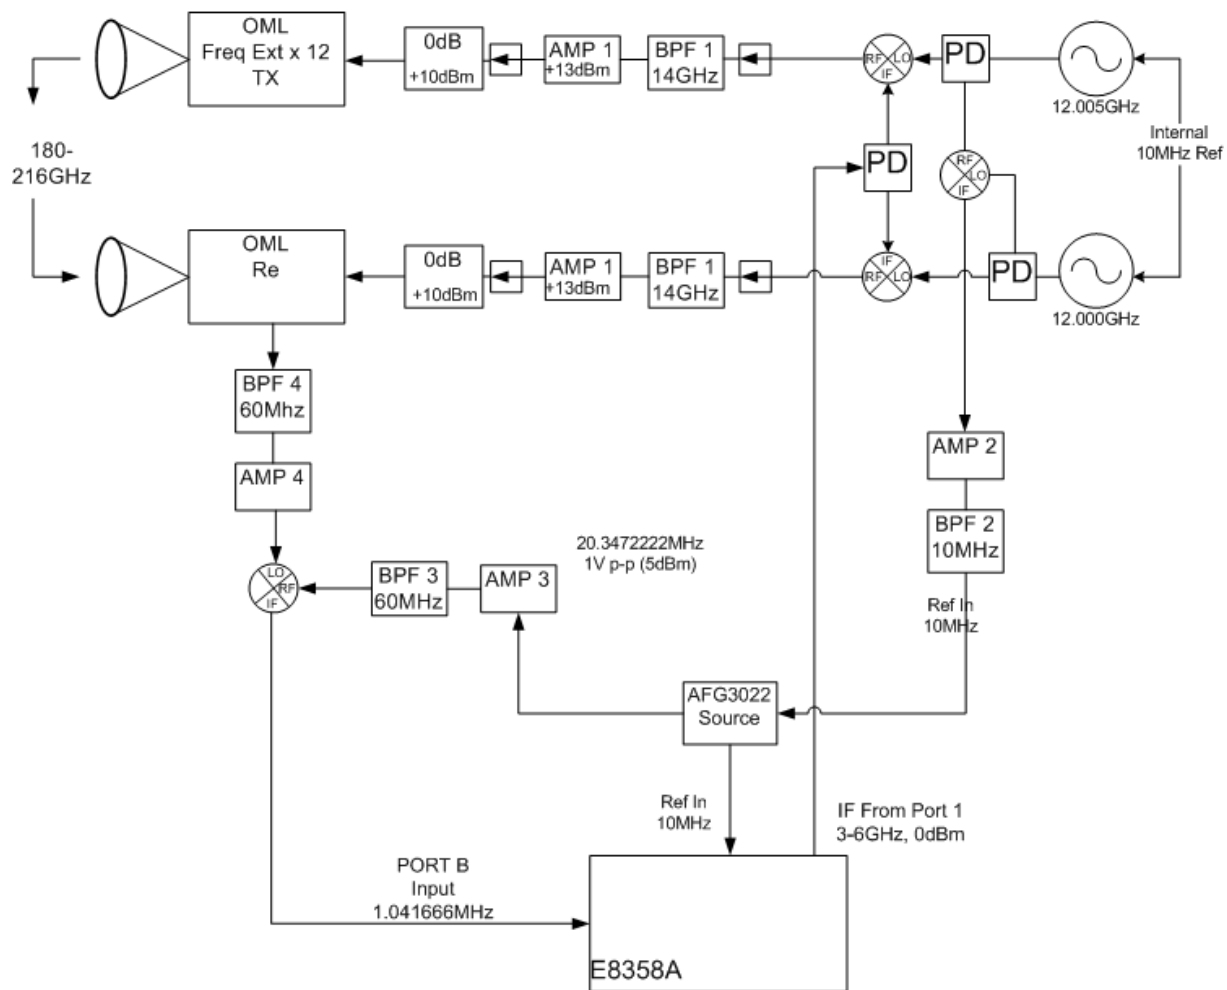 OML
Freq Ext x 12
TX
0dB
+10dBm
AMP 1
+13dBm
BPF 1
14GHz
RF
LO
IF
PD
12.005GHz
180-
216GHz
PD
RF
LO
IF
Internal
10MHz Ref
OML
Re
0dB
+10dBm
AMP 1
+13dBm
BPF 1
14GHz
IF
RF
LO
PD
12.000GHz
BPF 4
60Mhz
AMP 4
AMP 2
BPF 2
10MHz
20.3472222MHz
1V p-p (5dBm)
LO
RF
IF
BPF 3
60MHz
AMP 3
Ref In
10MHz
AFG3022
Source
Ref In
10MHz
IF From Port 1
3-6GHz, 0dBm
PORT B
Input
1.041666MHz
E8358A